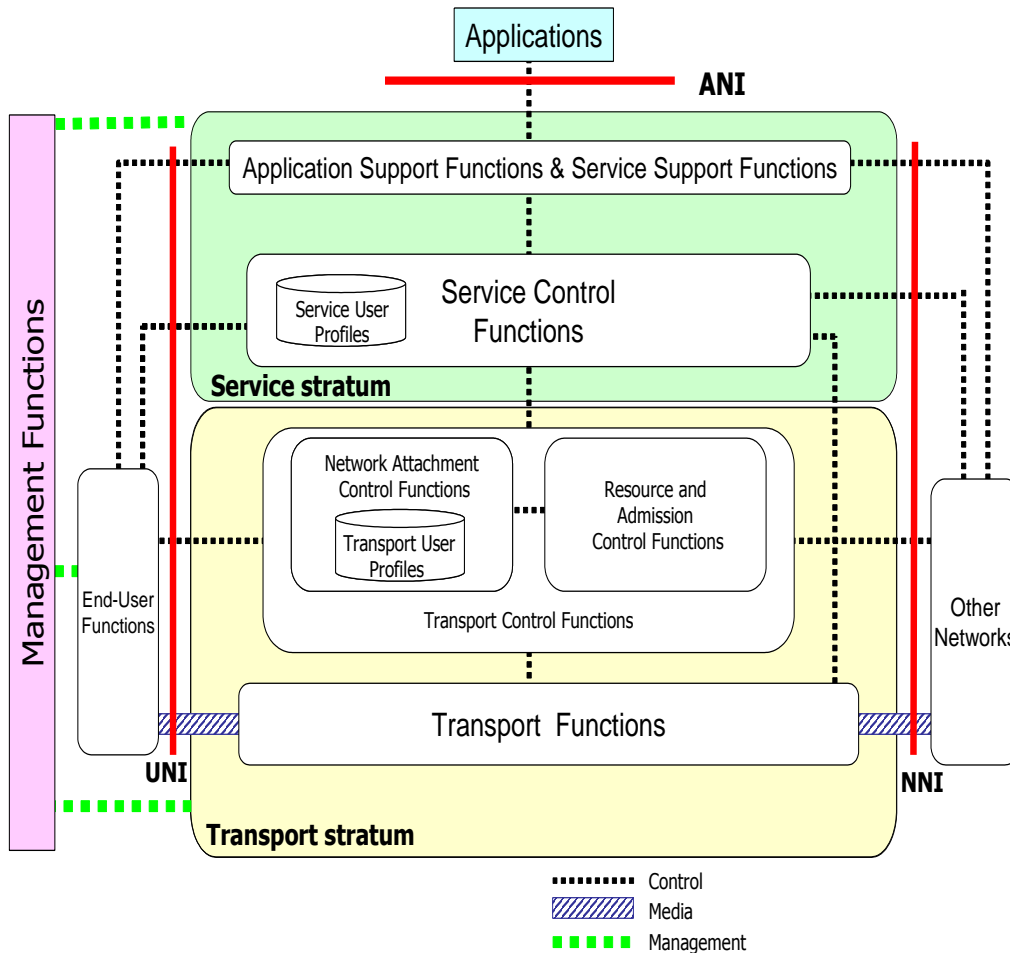 Applications
ANI
Application Support Functions & Service Support Functions
Service User
Profiles
Service Control
Functions
Service stratum
Management Functions
Network Attachment
Control Functions
Transport User
Profiles
Resource and
Admission
Control Functions
Transport Control Functions
End-User
Functions
Other
Networks
Transport Functions
UNI
NNI
Transport stratum
Control
Media
Management